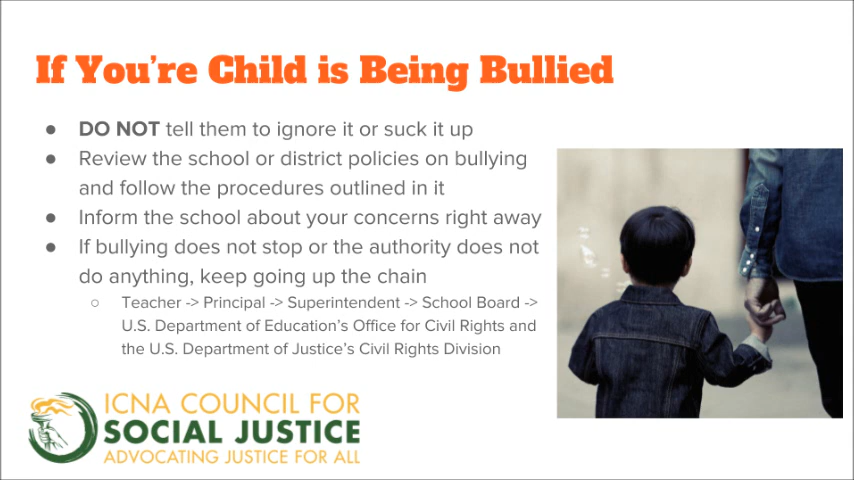 If You’re Child is Being Bullied
● DO NOT tell them to ignore it or suck it up
● Review the school or district policies on bullying
and follow the procedures outlined in it
● Inform the school about your concerns right away
● If bullying does not stop or the authority does not
do anything, keep going up the chain
○ Teacher -> Principal -> Superintendent -> School Board ->
U.S. Department of Education’s Office for Civil Rights and
the U.S. Department of Justice’s Civil Rights Division
ICNA COUNCIL FOR
SOCIAL JUSTICE
ADVOCATING JUSTICE FOR ALL